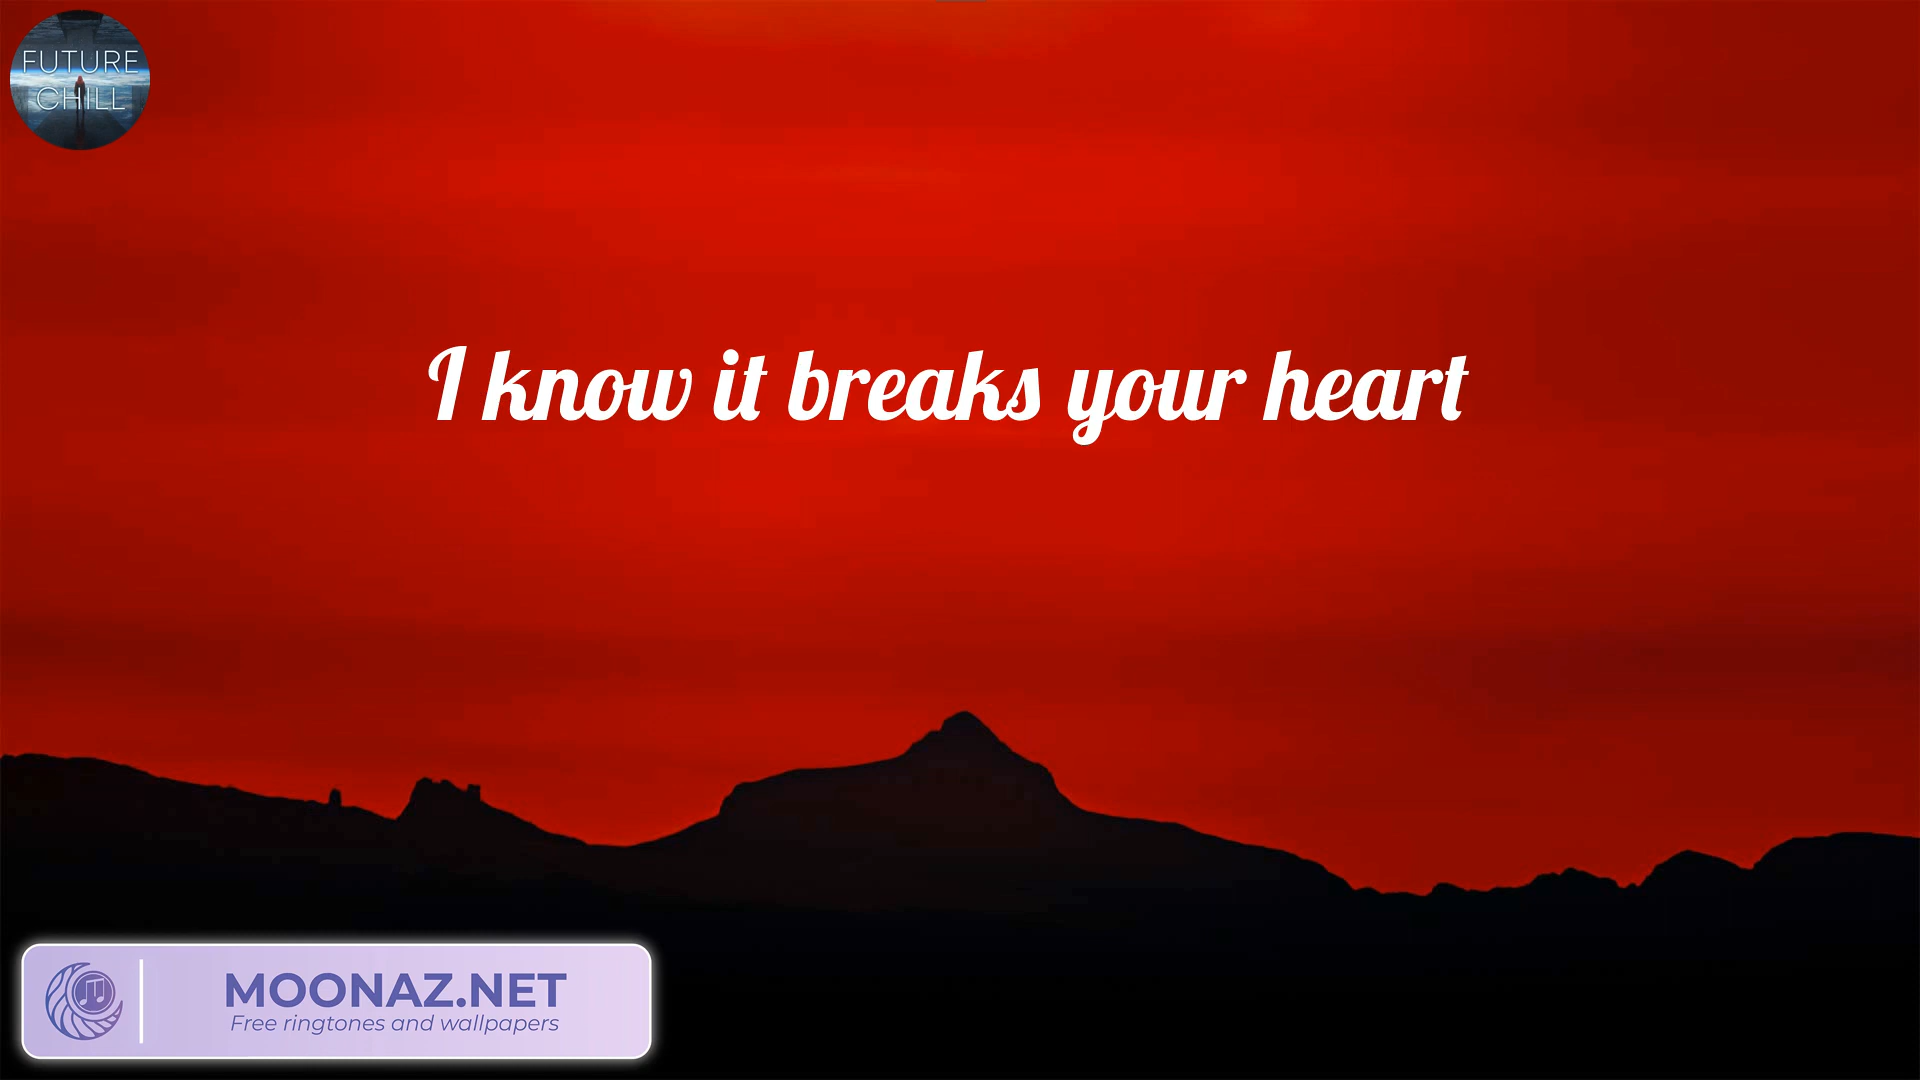 FUTURE
CHILL
I know it breaks your heart
MOONAZ.NET
Free ringtones and wallpapers